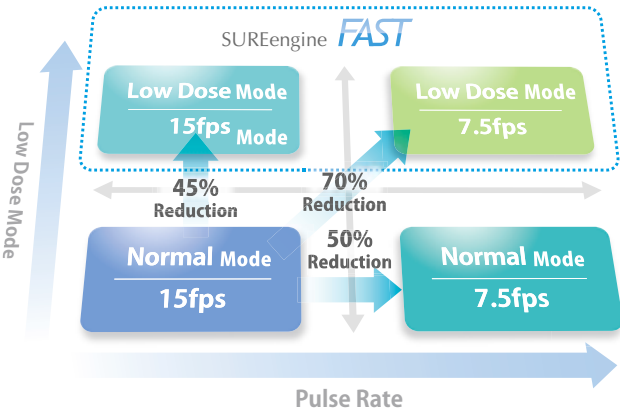 SUREengine FAST
Low Dose Mode
15fps Mode
Low Dose Mode
7.5fps
45%
Reduction
70%
Reduction
50%
Reduction
Normal Mode
15fps
Normal Mode
7.5fps
Low Dose Mode
Pulse Rate